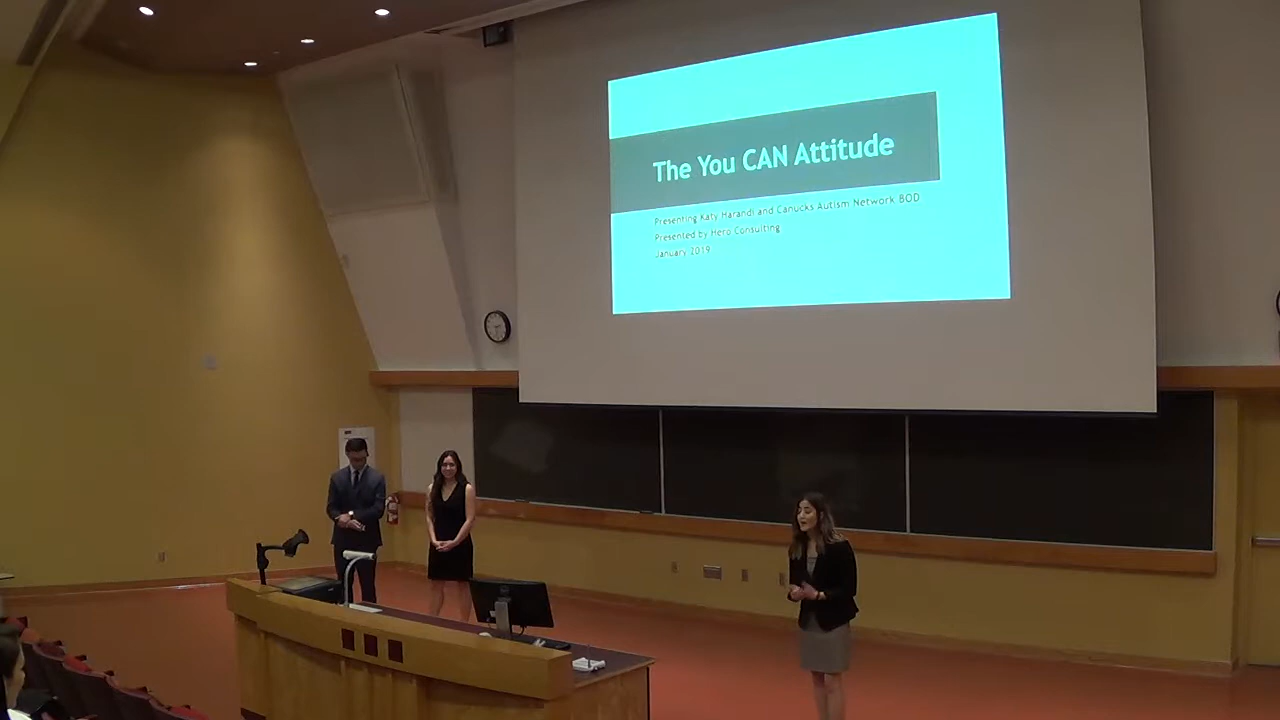 The You CAN Attitude
Presenting Katy Harandi and Canucks Autism Network BOD
Presented by Hero Consulting
January 2019